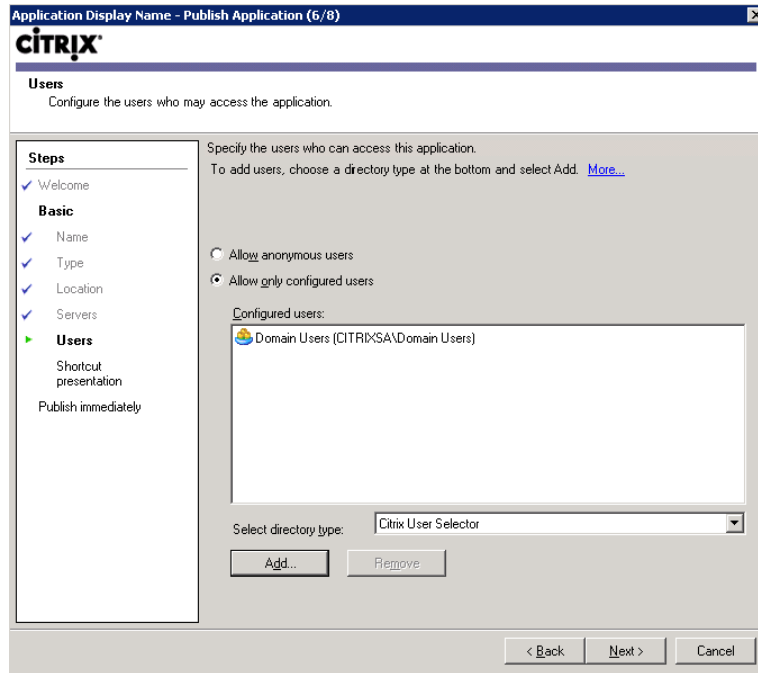 Application Display Name - Publish Application (6/8)
CITRIX
Users
Configure the users who may access the application.
Steps
Welcome
Basic
Name
Type
Location
Servers
Users
Shortcut
presentation
Publish immediately
Specify the users who can access this application.
To add users, choose a directory type at the bottom and select Add. More...
Allow anonymous users
Allow only configured users
Configured users:
Domain Users (CITRIXSA\Domain Users)
Select directory type: Citrix User Selector
Add... Remove
< Back Next > Cancel